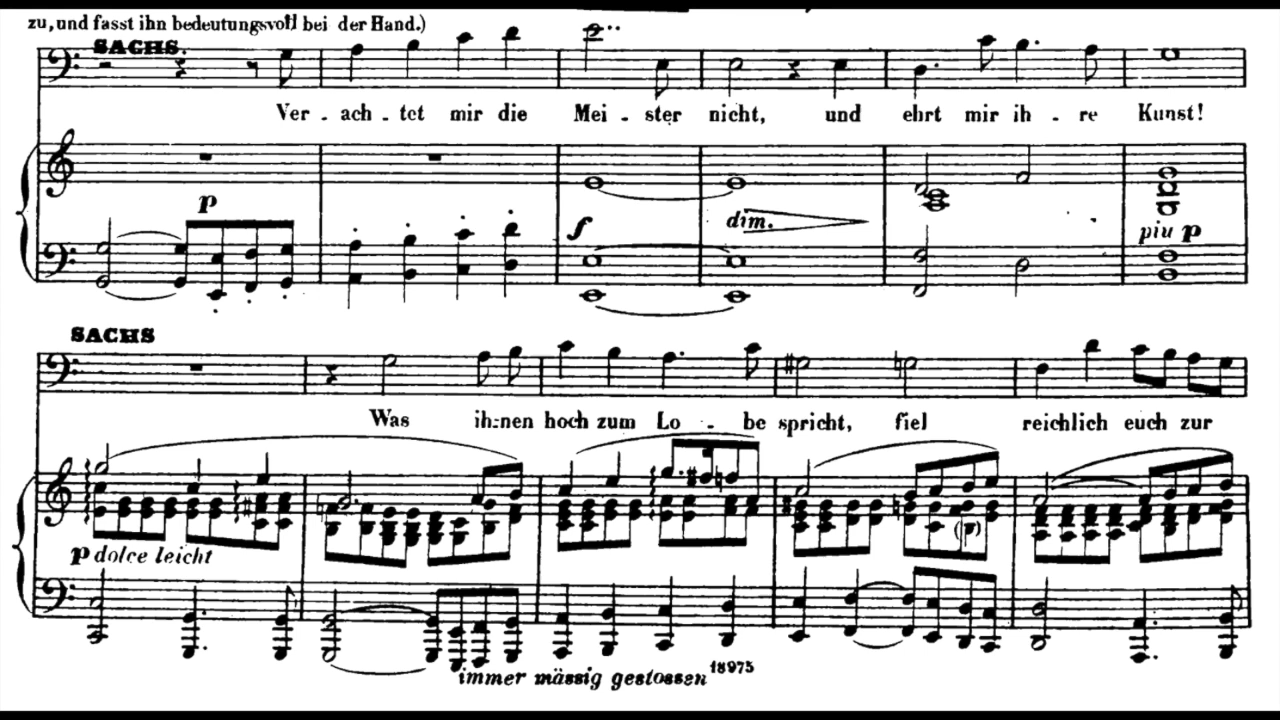 zu, und fasst ihn bedeutungsvoll bei der Hand.)
SACHS.
Ver - ach - tet mir die Mei - ster nicht, und ehrt mir ih - re Kunst!
p
f
dim.
più p
SACHS
Was ih=nen hoch zum Lo - be spricht, fiel reichlich euch zur
p dolce leicht
immer mässig gestossen 18975